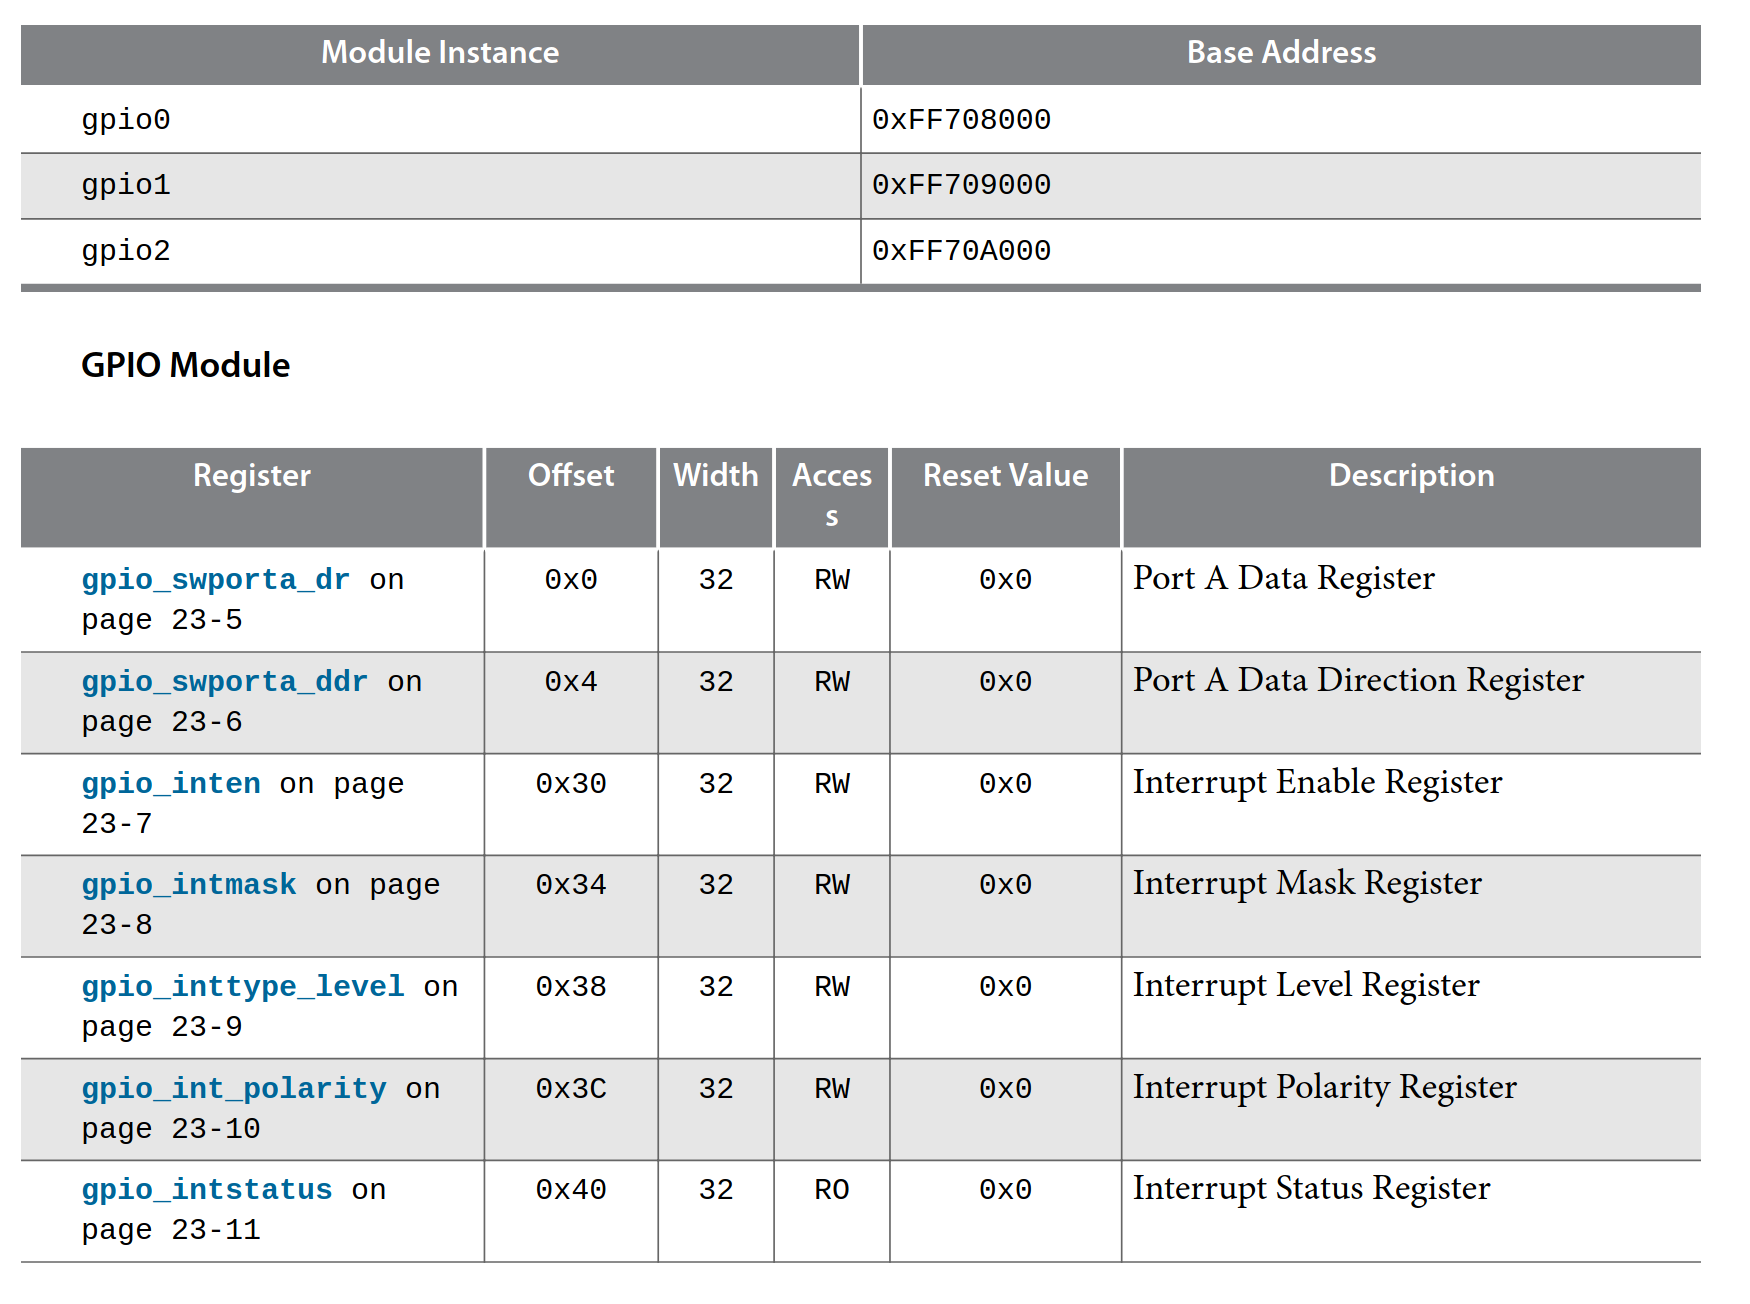 Module Instance Base Address
gpio0 0xFF708000
gpio1 0xFF709000
gpio2 0xFF70A000
GPIO Module
Register Offset Width Acces Reset Value Description
s
gpio_swporta_dr on 0x0 32 RW 0x0 Port A Data Register
page 23-5
gpio_swporta_ddr on 0x4 32 RW 0x0 Port A Data Direction Register
page 23-6
gpio_inten on page 0x30 32 RW 0x0 Interrupt Enable Register
23-7
gpio_intmask on page 0x34 32 RW 0x0 Interrupt Mask Register
23-8
gpio_inttype_level on 0x38 32 RW 0x0 Interrupt Level Register
page 23-9
gpio_int_polarity on 0x3C 32 RW 0x0 Interrupt Polarity Register
page 23-10
gpio_intstatus on 0x40 32 RO 0x0 Interrupt Status Register
page 23-11